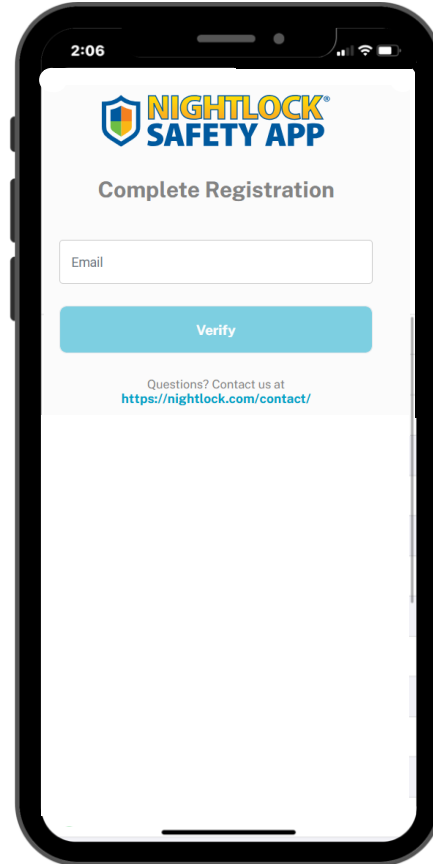 2:06
NIGHTLOCK®
SAFETY APP
Complete Registration
Email
Verify
Questions? Contact us at
https://nightlock.com/contact/